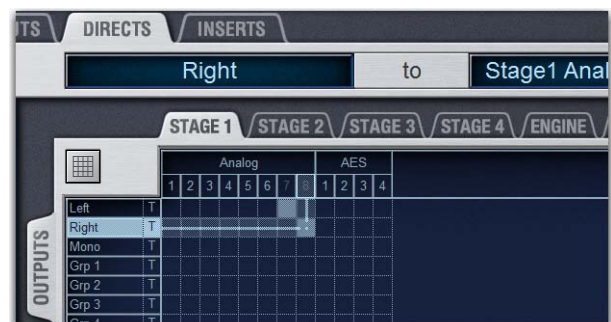 UTS DIRECTS INSERTS
Right to Stage1 Anal
STAGE 1 STAGE 2 STAGE 3 STAGE 4 ENGINE
Analog AES
1 2 3 4 5 6 7 8 1 2 3 4
Left T
Right T
Mono T
Grp 1 T
Grp 2 T
Grp 3 T
OUTPUTS